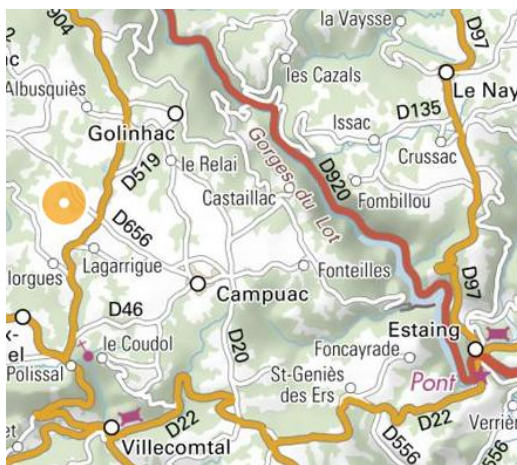 904
la Vaysse
D97
Albusquiès
les Cazals
Le Nay
D135
Golinhac
Issac
Crussac
D519
le Relai
Gorges du Lot
D920
Castaillac
Fombillou
D656
Lagarrigue
Fonteilles
lorgues
Campuac
D97
D46
Estaing
le Coudol
D20
Foncayrade
Polissal
St-Geniès
des Ers
Pont
D22
Villecomtal
D22
Verriè
D556
556